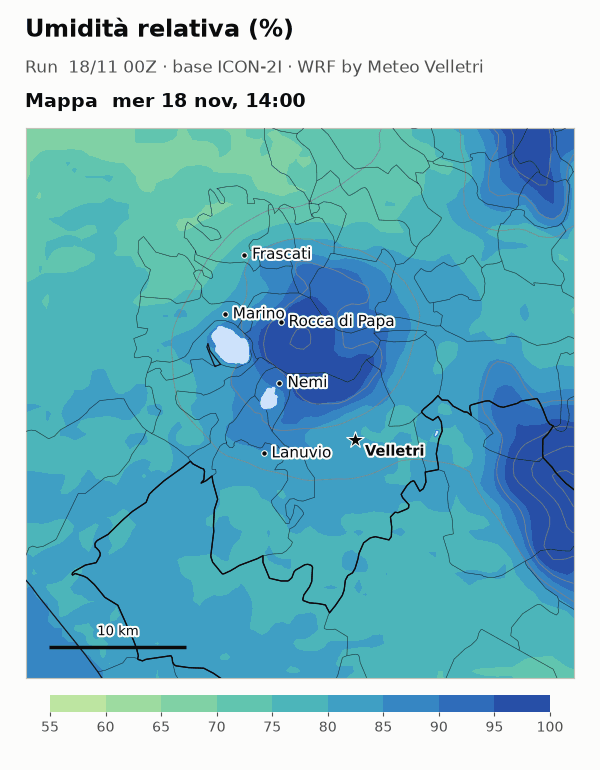 Umidità relativa (%)
Run  18/11 00Z · base ICON-2I · WRF by Meteo Velletri
Mappa  mer 18 nov, 14:00
Frascati
Marino
Rocca di Papa
Nemi
Velletri
Lanuvio
10 km
55 60 65 70 75 80 85 90 95 100